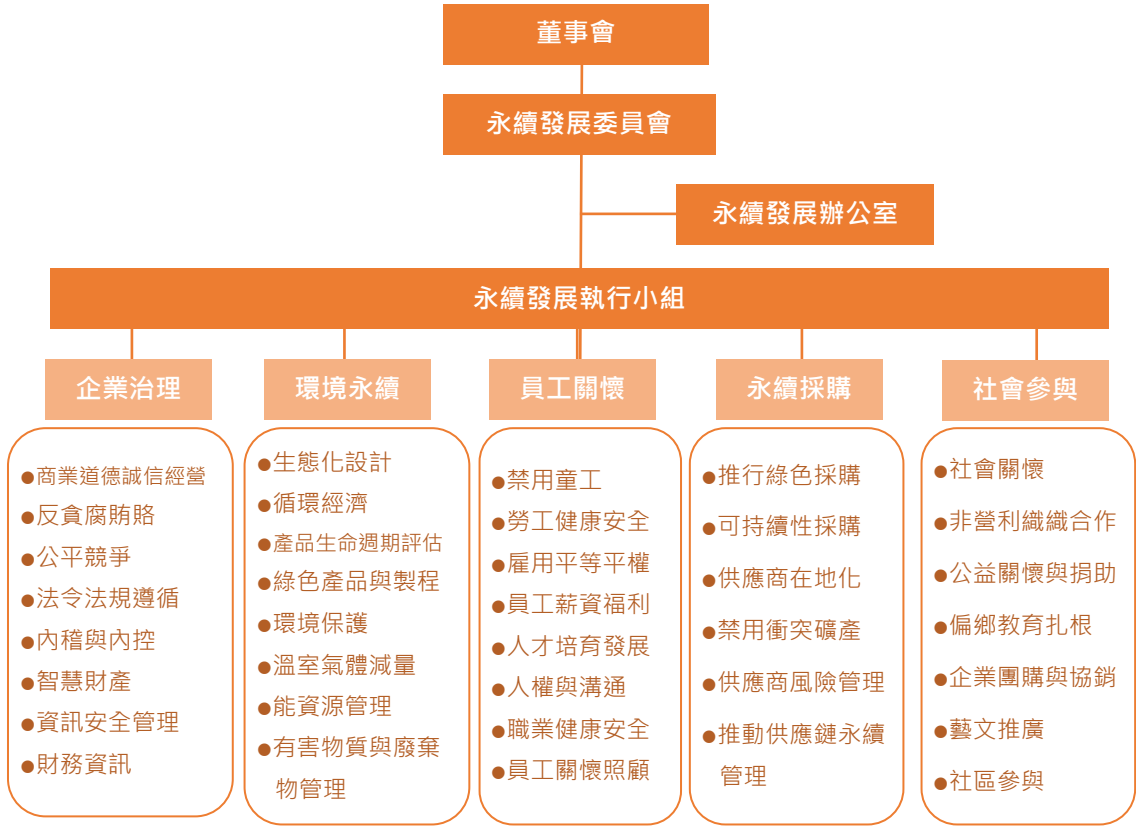 董事會
永續發展委員會
永續發展辦公室
永續發展執行小組
企業治理
●商業道德誠信經營
●反貪腐賄賂
●公平競爭
●法令法規遵循
●內稽與內控
●智慧財產
●資訊安全管理
●財務資訊
環境永續
●生態化設計
●循環經濟
●產品生命週期評估
●綠色產品與製程
●環境保護
●溫室氣體減量
●能資源管理
●有害物質與廢棄
物管理
員工關懷
●禁用童工
●勞工健康安全
●雇用平等平權
●員工薪資福利
●人才培育發展
●人權與溝通
●職業健康安全
●員工關懷照顧
永續採購
●推行綠色採購
●可持續性採購
●供應商在地化
●禁用衝突礦產
●供應商風險管理
●推動供應鏈永續
管理
社會參與
●社會關懷
●非營利織織合作
●公益關懷與捐助
●偏鄉教育扎根
●企業團購與協銷
●藝文推廣
●社區參與